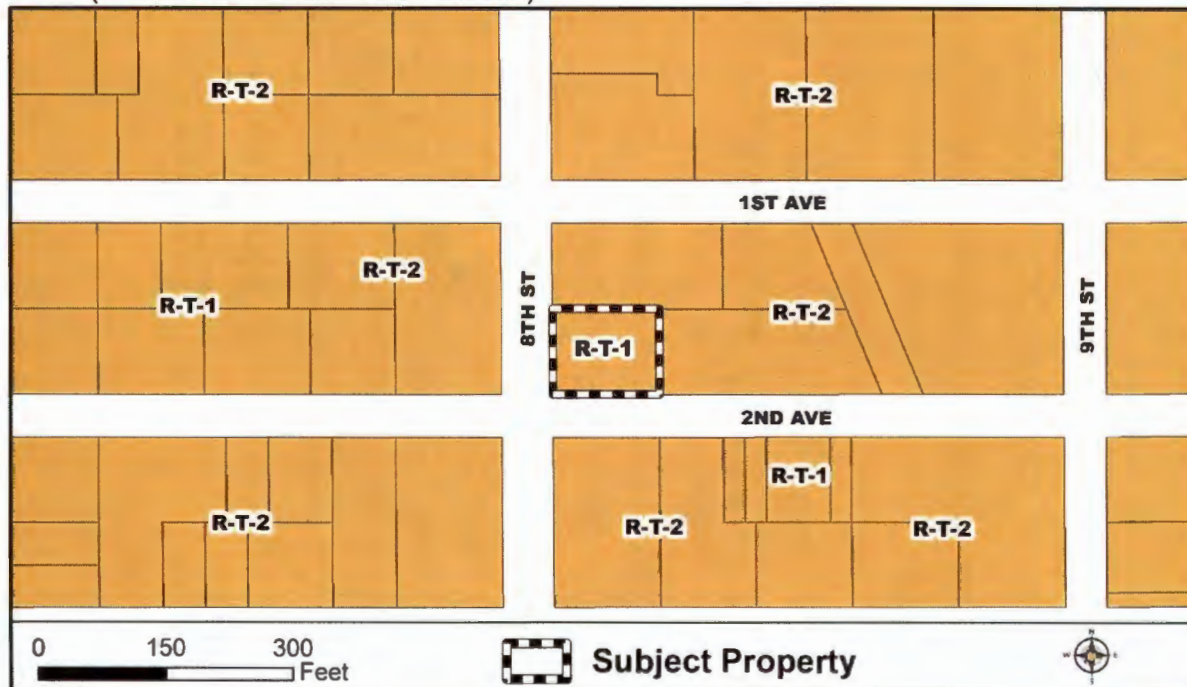 R-T-2
R-T-2
1ST AVE
R-T-2
R-T-1
8TH ST
R-T-2
9TH ST
R-T-1
2ND AVE
R-T-1
R-T-2
R-T-2
R-T-2
0 150 300
Feet
Subject Property
N
W E
S